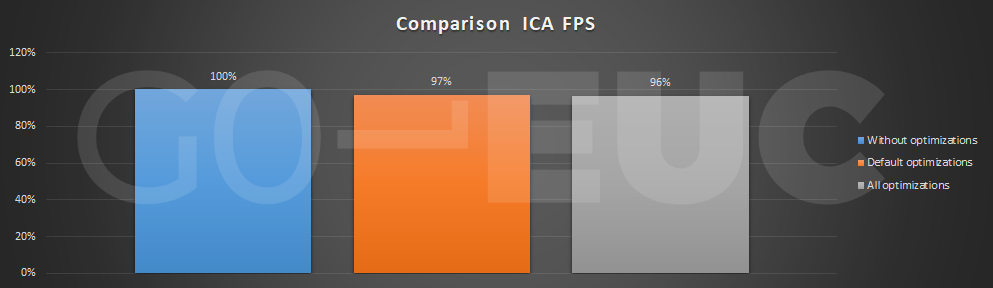 Comparison ICA FPS
120%
100%
80%
60%
40%
20%
0%
100%
97%
96%
Without optimizations
Default optimizations
All optimizations
GO-EUC